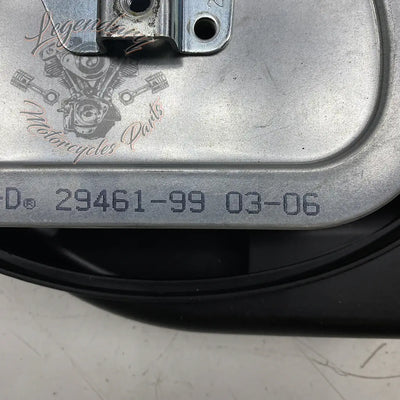 Legendary
Motorcycles Parts
-D® 29461-99 03-06